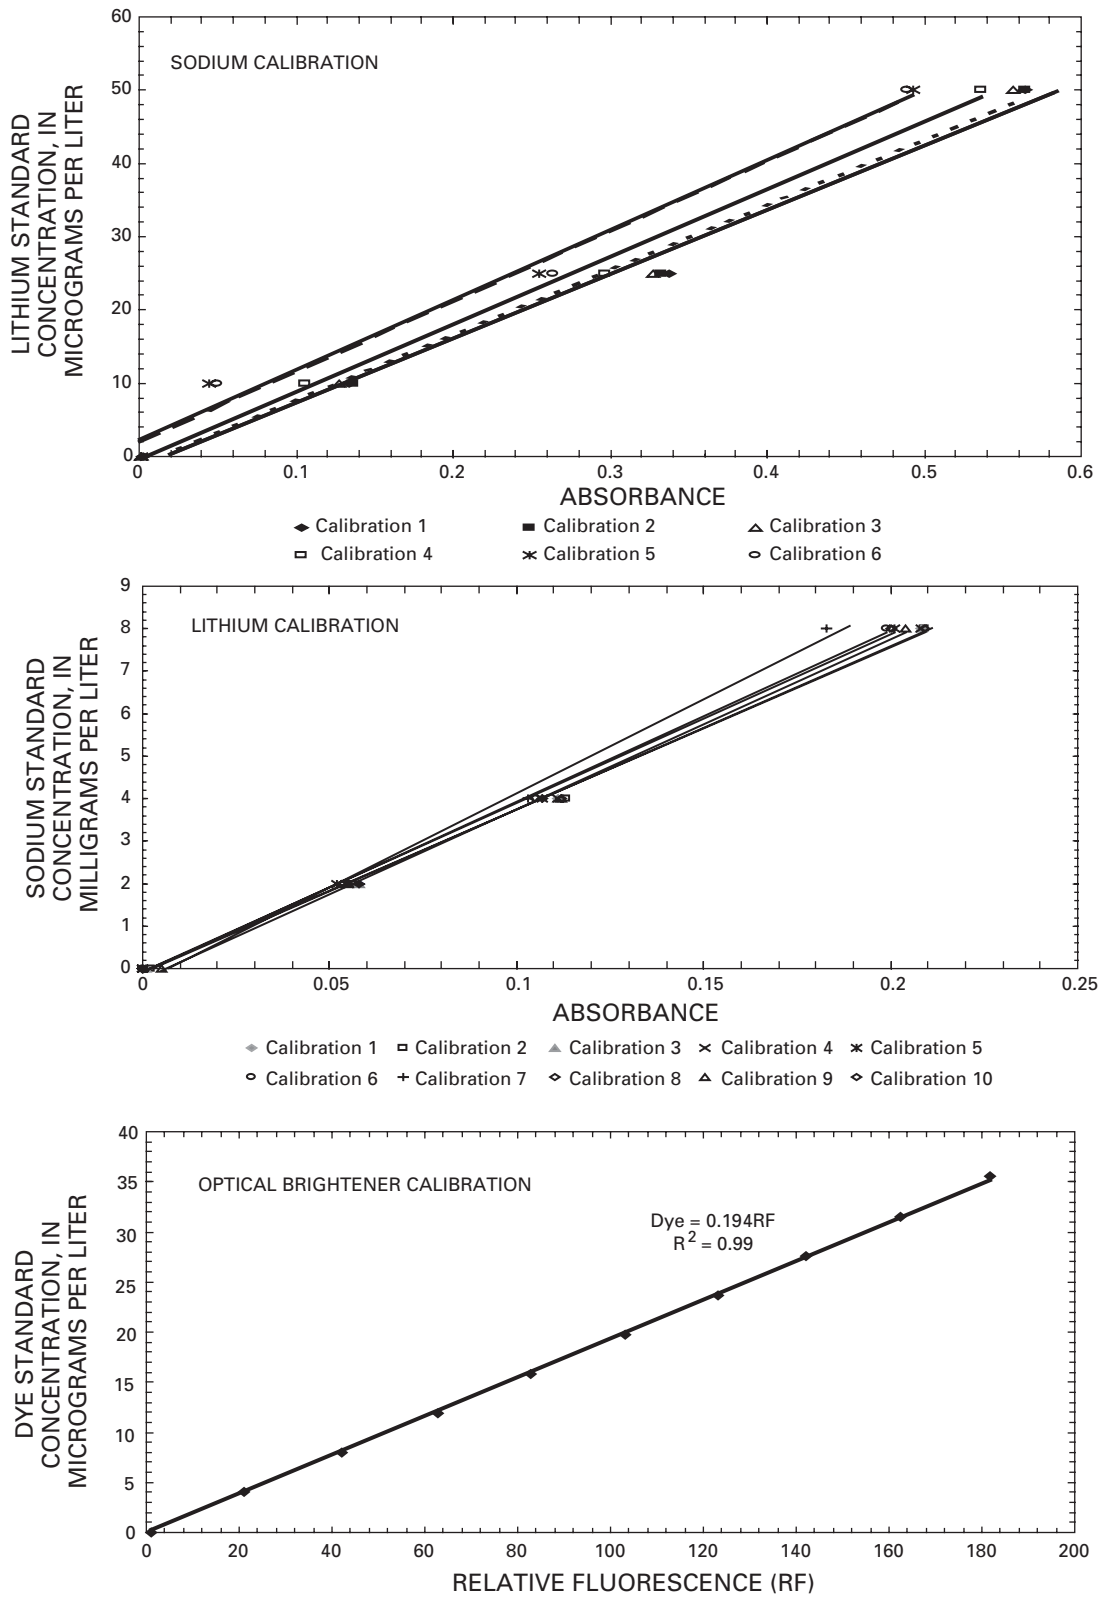 SODIUM CALIBRATION
LITHIUM STANDARD
CONCENTRATION, IN
MICROGRAMS PER LITER
60
50
40
30
20
10
0
0 0.1 0.2 0.3 0.4 0.5 0.6
ABSORBANCE
Calibration 1 Calibration 2 Calibration 3
Calibration 4 Calibration 5 Calibration 6
LITHIUM CALIBRATION
SODIUM STANDARD
CONCENTRATION, IN
MILLIGRAMS PER LITER
9
8
7
6
5
4
3
2
1
0
0 0.05 0.1 0.15 0.2 0.25
ABSORBANCE
Calibration 1 Calibration 2 Calibration 3 Calibration 4 Calibration 5
Calibration 6 Calibration 7 Calibration 8 Calibration 9 Calibration 10
OPTICAL BRIGHTENER CALIBRATION
Dye = 0.194RF
R2 = 0.99
DYE STANDARD
CONCENTRATION, IN
MICROGRAMS PER LITER
40
35
30
25
20
15
10
5
0
0 20 40 60 80 100 120 140 160 180 200
RELATIVE FLUORESCENCE (RF)